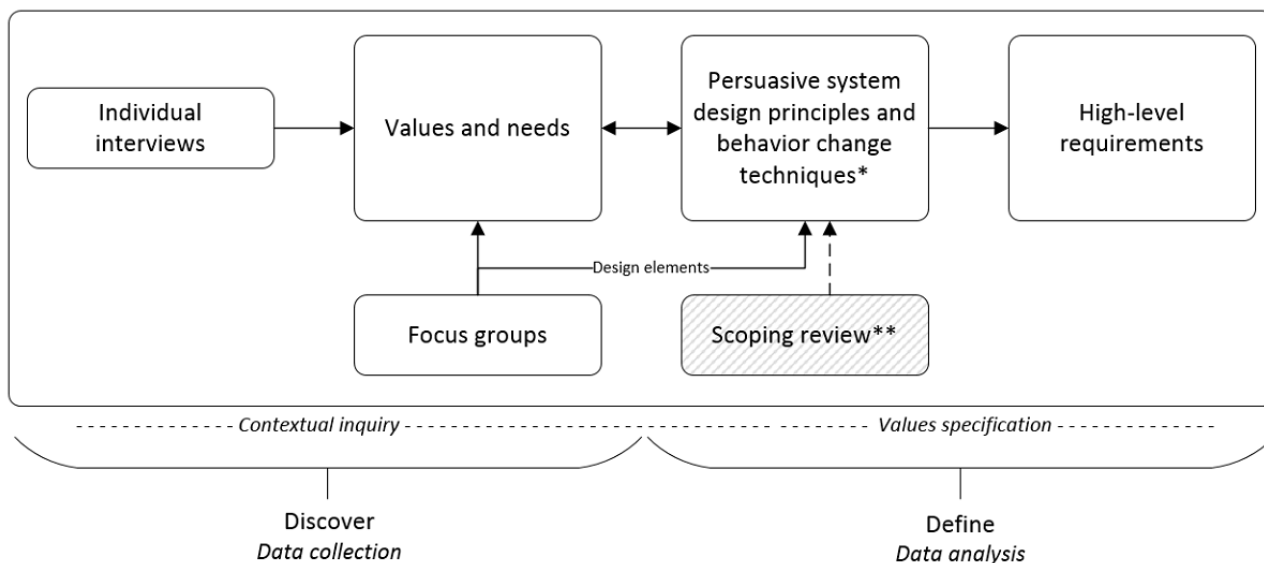 Individual
interviews
Values and needs
Persuasive system
design principles and
behavior change
techniques*
High-level
requirements
Design elements
Focus groups
Scoping review**
Contextual inquiry
Values specification
Discover
Data collection
Define
Data analysis